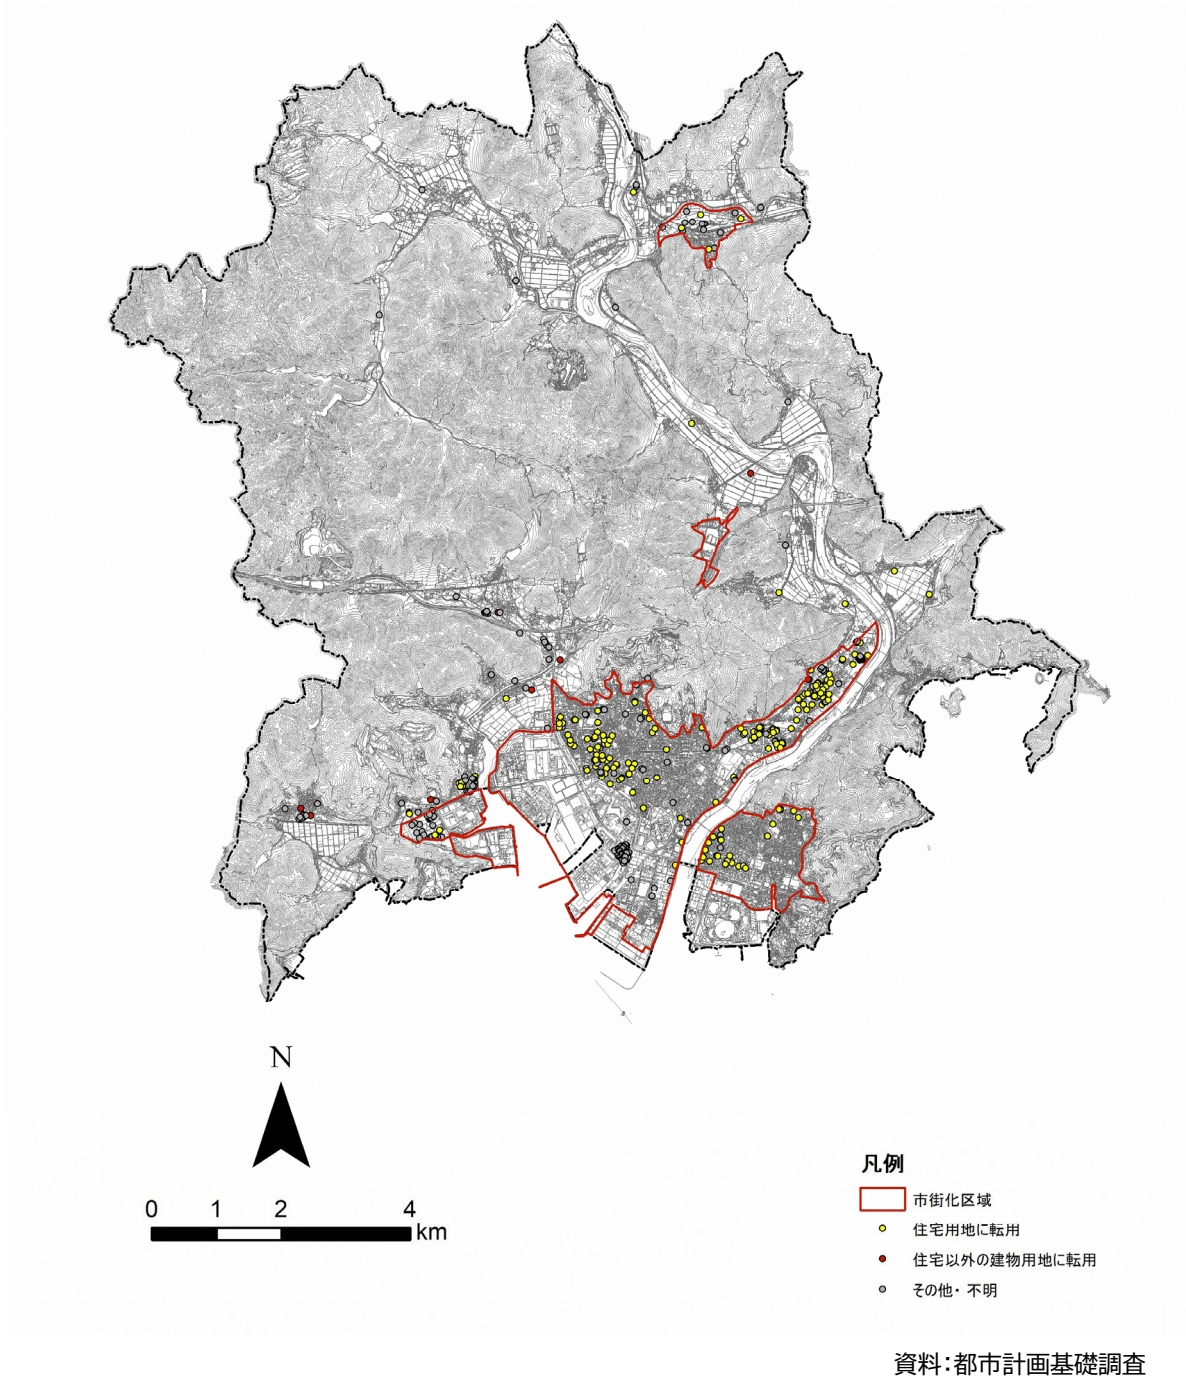 N
0 1 2 4
km
凡例
市街化区域
住宅用地に転用
住宅以外の建物用地に転用
その他・不明
資料：都市計画基礎調査